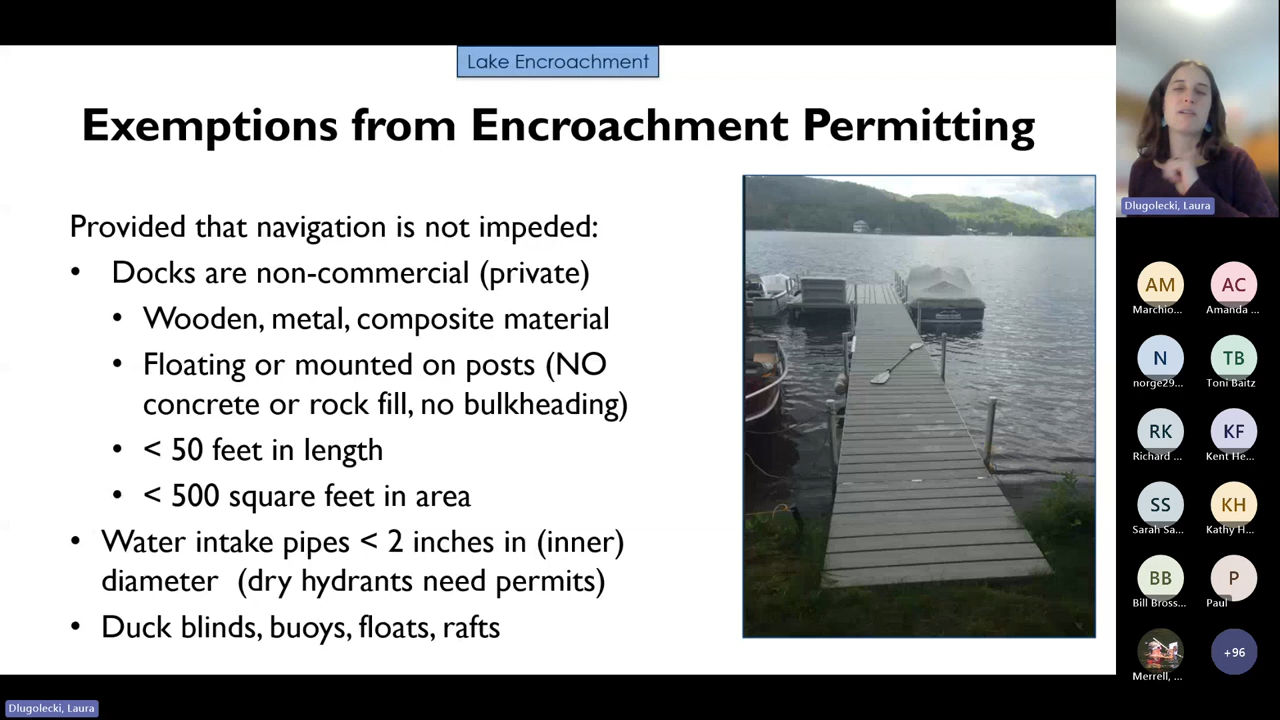 Lake Encroachment
Exemptions from Encroachment Permitting
Provided that navigation is not impeded:
• Docks are non-commercial (private)
• Wooden, metal, composite material
• Floating or mounted on posts (NO
concrete or rock fill, no bulkheading)
• < 50 feet in length
• < 500 square feet in area
• Water intake pipes < 2 inches in (inner)
diameter (dry hydrants need permits)
• Duck blinds, buoys, floats, rafts
Dlugolecki, Laura
AM
AC
Marchio...
Amanda ...
N
TB
norge29...
Toni Baitz
RK
KF
Richard ...
Kent He...
SS
KH
Sarah Sa...
Kathy H...
BB
P
Bill Bross...
Paul
+96
Merrell, ...
Dlugolecki, Laura